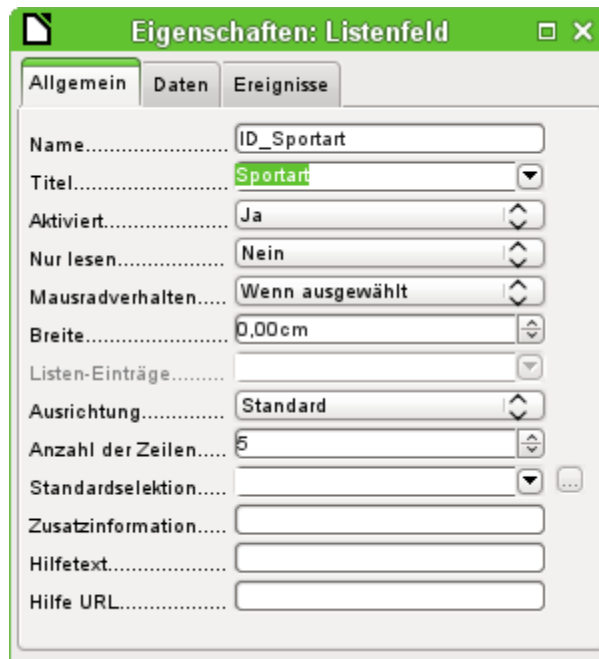 Eigenschaften: Listenfeld
Allgemein Daten Ereignisse
Name....................... ID_Sportart
Titel........................ Sportart
Aktiviert.................... Ja
Nur lesen.................. Nein
Mausradverhalten..... Wenn ausgewählt
Breite...................... 0,00cm
Listen-Einträge.........
Ausrichtung.............. Standard
Anzahl der Zeilen..... 5
Standardselektion..... ...
Zusatzinformation.....
Hilfetext...................
Hilfe URL..................